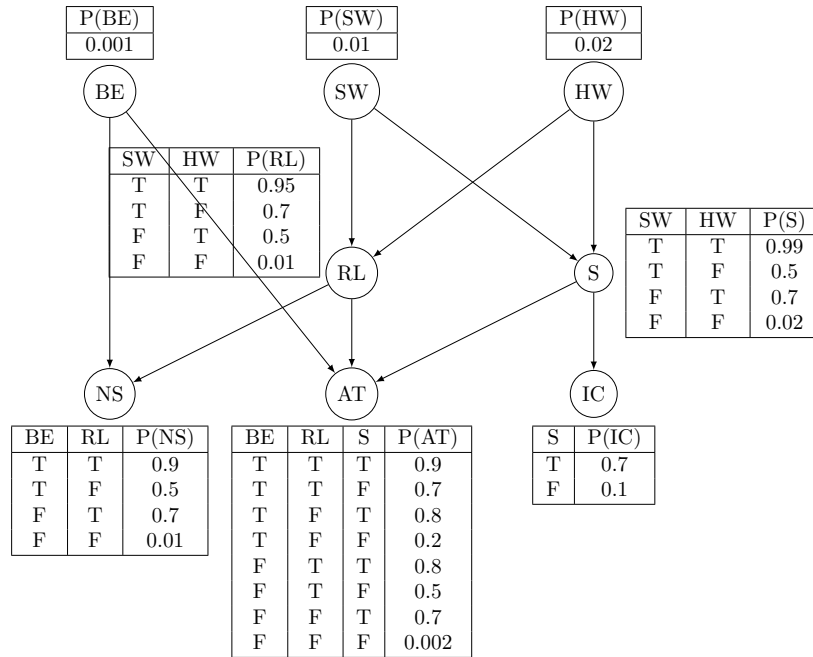 P(BE) P(SW) P(HW)
0.001 0.01 0.02
BE SW HW
SW HW P(RL)
T T 0.95
T F 0.7
F T 0.5
F F 0.01
SW HW P(S)
T T 0.99
T F 0.5
F T 0.7
F F 0.02
RL S
NS AT IC
BE RL P(NS)
T T 0.9
T F 0.5
F T 0.7
F F 0.01
BE RL S P(AT)
T T T 0.9
T T F 0.7
T F T 0.8
T F F 0.2
F T T 0.8
F T F 0.5
F F T 0.7
F F F 0.002
S P(IC)
T 0.7
F 0.1